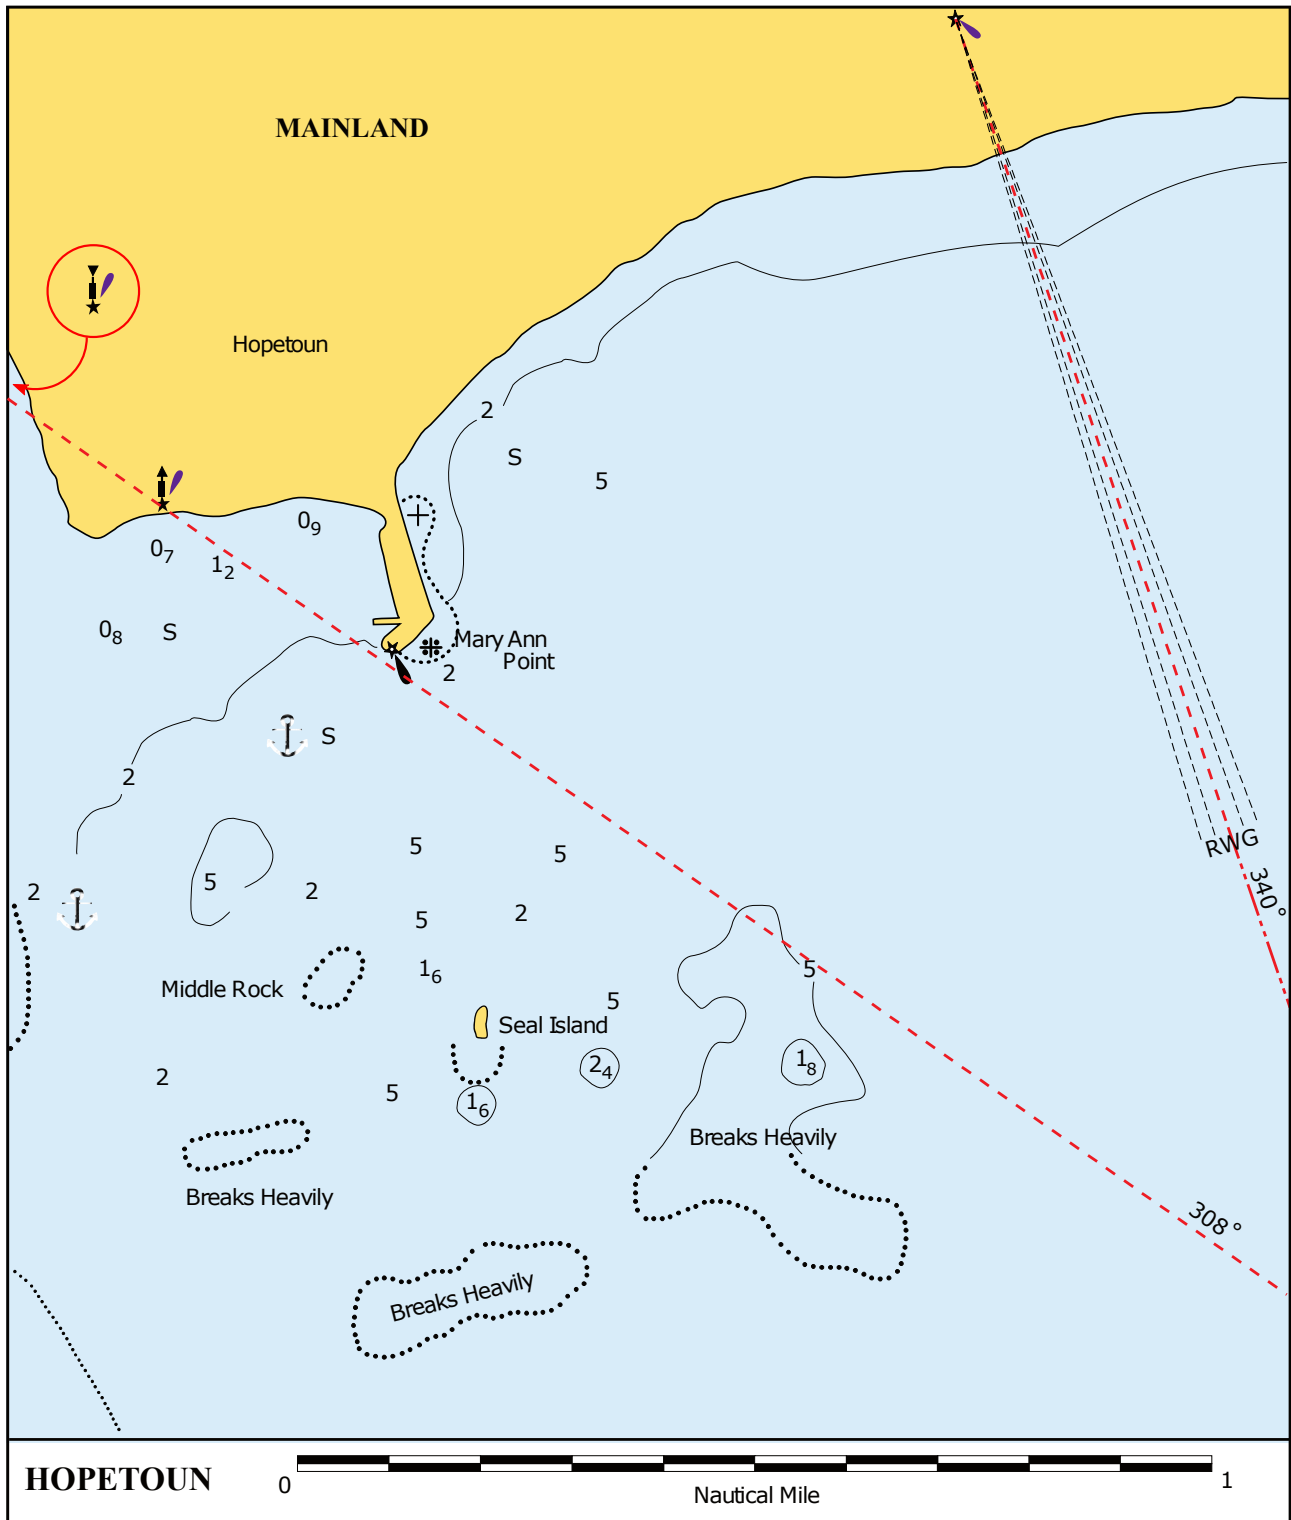 MAINLAND
Hopetoun
2
S
5
0₉
0₇
1₂
0₈
S
Mary Ann
Point
2
S
2
5
5
RWG
340°
2
5
2
5
2
1₆
5
Middle Rock
5
Seal Island
2₄
1₈
2
5
1₆
Breaks Heavily
Breaks Heavily
308°
Breaks Heavily
HOPETOUN
0
1
Nautical Mile